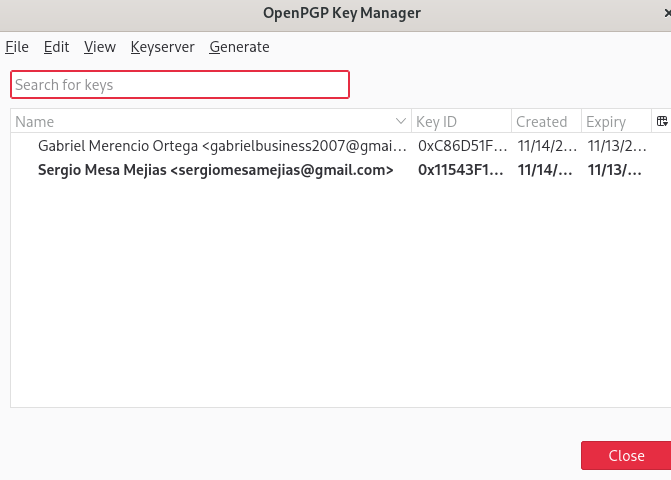 OpenPGP Key Manager
File Edit View Keyserver Generate
Search for keys
Name Key ID Created Expiry
Gabriel Merencio Ortega <gabrielbusiness2007@gmai... 0xC86D51F... 11/14/2... 11/13/2...
Sergio Mesa Mejias <sergiomesamejias@gmail.com> 0x11543F1... 11/14/... 11/13/...
Close